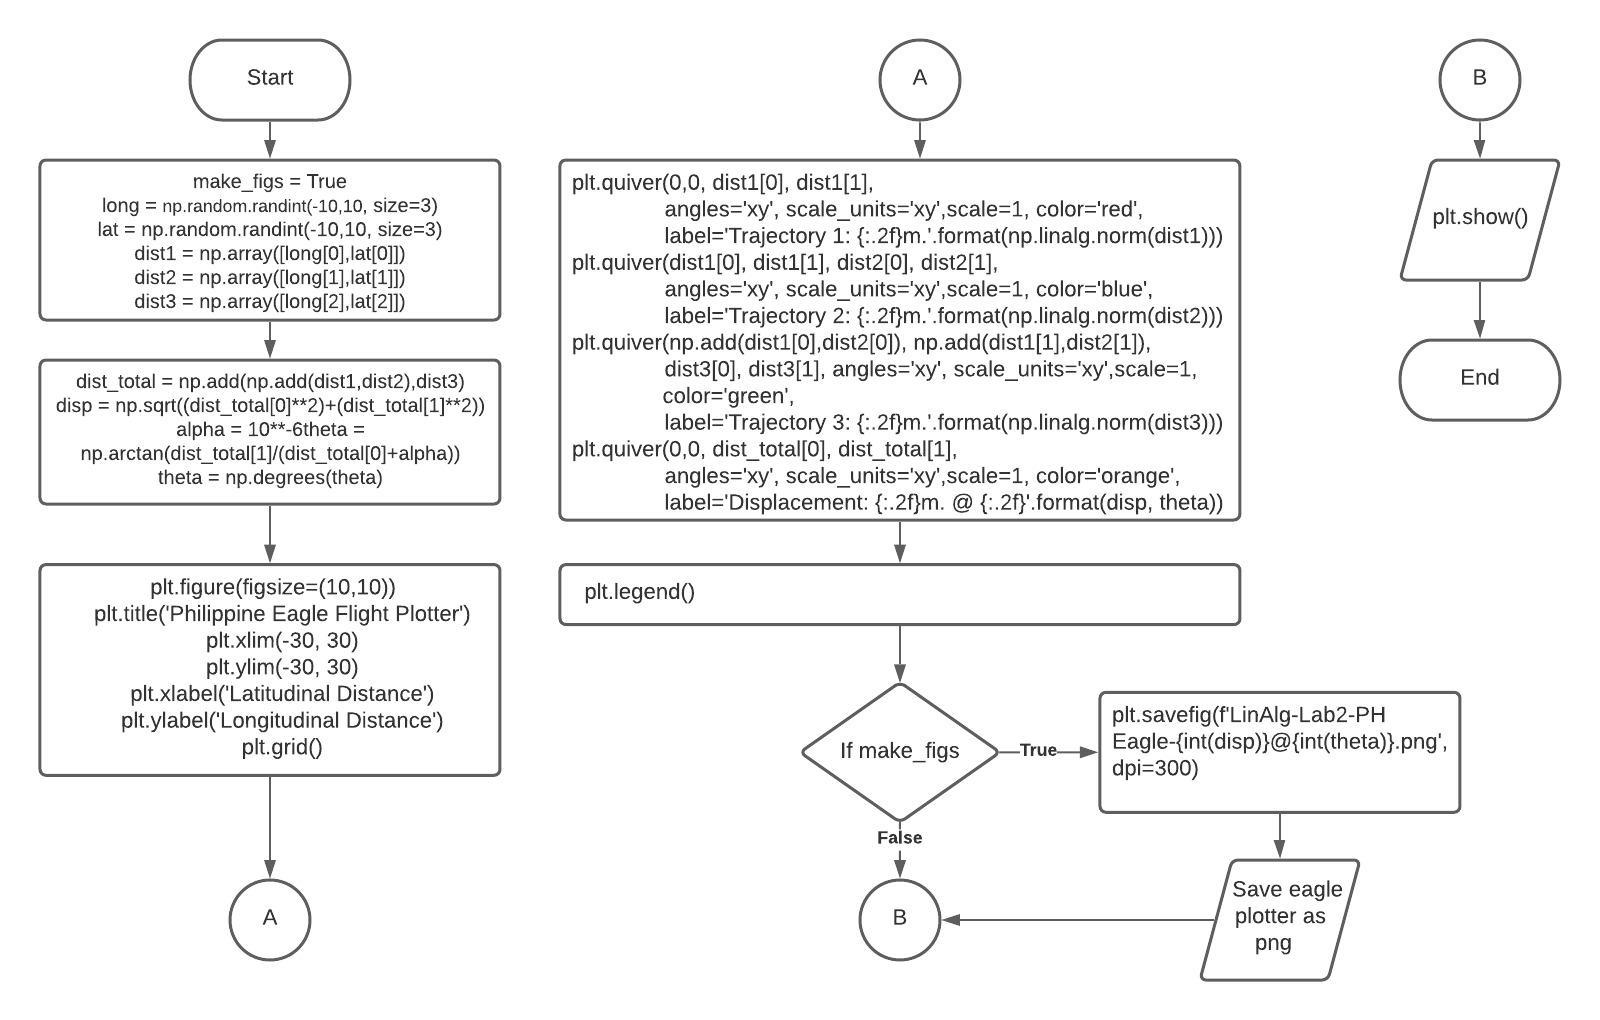 Start
make_figs = True
long = np.random.randint(-10,10, size=3)
lat = np.random.randint(-10,10, size=3)
dist1 = np.array([long[0],lat[0]])
dist2 = np.array([long[1],lat[1]])
dist3 = np.array([long[2],lat[2]])
dist_total = np.add(np.add(dist1,dist2),dist3)
disp = np.sqrt((dist_total[0]**2)+(dist_total[1]**2))
alpha = 10**-6theta =
np.arctan(dist_total[1]/(dist_total[0]+alpha))
theta = np.degrees(theta)
plt.figure(figsize=(10,10))
plt.title('Philippine Eagle Flight Plotter')
plt.xlim(-30, 30)
plt.ylim(-30, 30)
plt.xlabel('Latitudinal Distance')
plt.ylabel('Longitudinal Distance')
plt.grid()
A
A
plt.quiver(0,0, dist1[0], dist1[1],
angles='xy', scale_units='xy',scale=1, color='red',
label='Trajectory 1: {:.2f}m.'.format(np.linalg.norm(dist1)))
plt.quiver(dist1[0], dist1[1], dist2[0], dist2[1],
angles='xy', scale_units='xy',scale=1, color='blue',
label='Trajectory 2: {:.2f}m.'.format(np.linalg.norm(dist2)))
plt.quiver(np.add(dist1[0],dist2[0]), np.add(dist1[1],dist2[1]),
dist3[0], dist3[1], angles='xy', scale_units='xy',scale=1,
color='green',
label='Trajectory 3: {:.2f}m.'.format(np.linalg.norm(dist3)))
plt.quiver(0,0, dist_total[0], dist_total[1],
angles='xy', scale_units='xy',scale=1, color='orange',
label='Displacement: {:.2f}m. @ {:.2f}'.format(disp, theta))
plt.legend()
If make_figs
True
plt.savefig(f'LinAlg-Lab2-PH
Eagle-{int(disp)}@{int(theta)}.png',
dpi=300)
False
Save eagle
plotter as
png
B
B
plt.show()
End